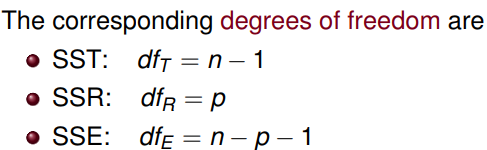 The corresponding degrees of freedom are
SST: df_T = n – 1
SSR: df_R = p
SSE: df_E = n – p – 1